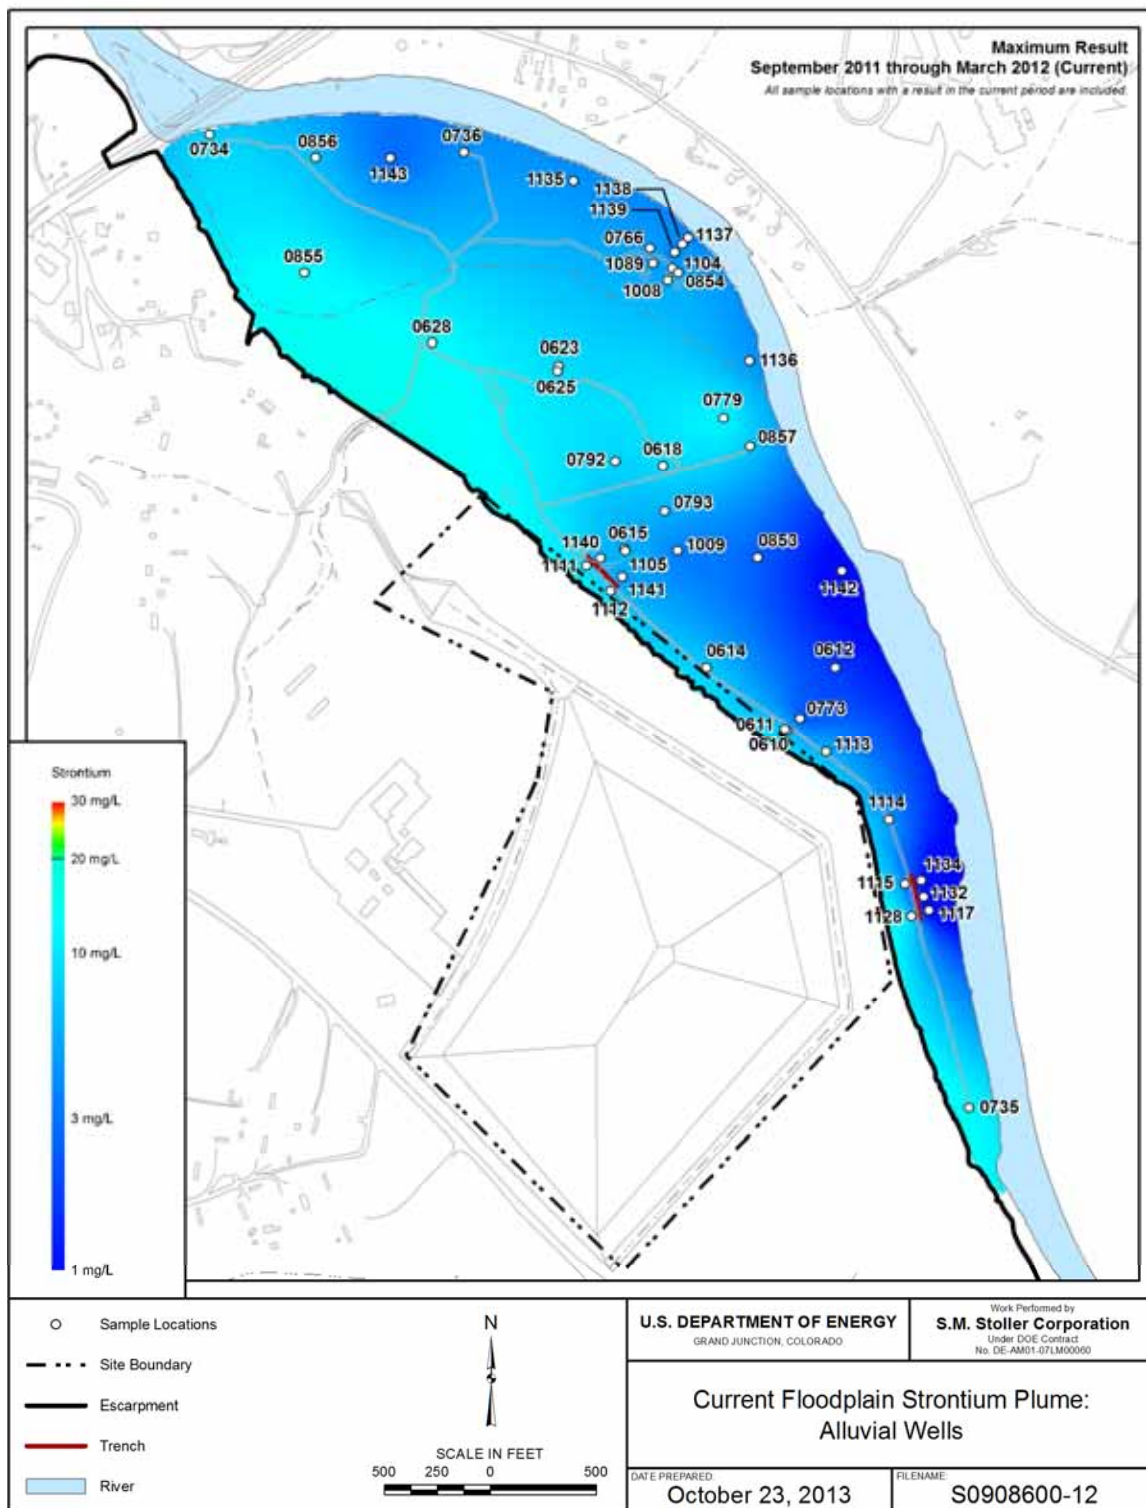 Maximum Result
September 2011 through March 2012 (Current)
All sample locations with a result in the current period are included.
0734
0856
1143
0736
1135
1138
1139
1137
0766
1089
1104
0854
1008
0855
0628
0623
0625
1136
0779
0857
0792
0618
0793
0615
1140
1009
0853
1111
1105
1141
1142
1112
0614
0612
0773
0611
0610
1113
1114
1134
1115
1132
1128
1117
0735
Strontium
30 mg/L
20 mg/L
10 mg/L
3 mg/L
1 mg/L
Sample Locations
Site Boundary
Escarpment
Trench
River
N
SCALE IN FEET
500 250 0 500
U.S. DEPARTMENT OF ENERGY
GRAND JUNCTION, COLORADO
Work Performed by
S.M. Stoller Corporation
Under DOE Contract
No. DE-AM01-07LM00060
Current Floodplain Strontium Plume:
Alluvial Wells
DATE PREPARED:
October 23, 2013
FILENAME:
S0908600-12